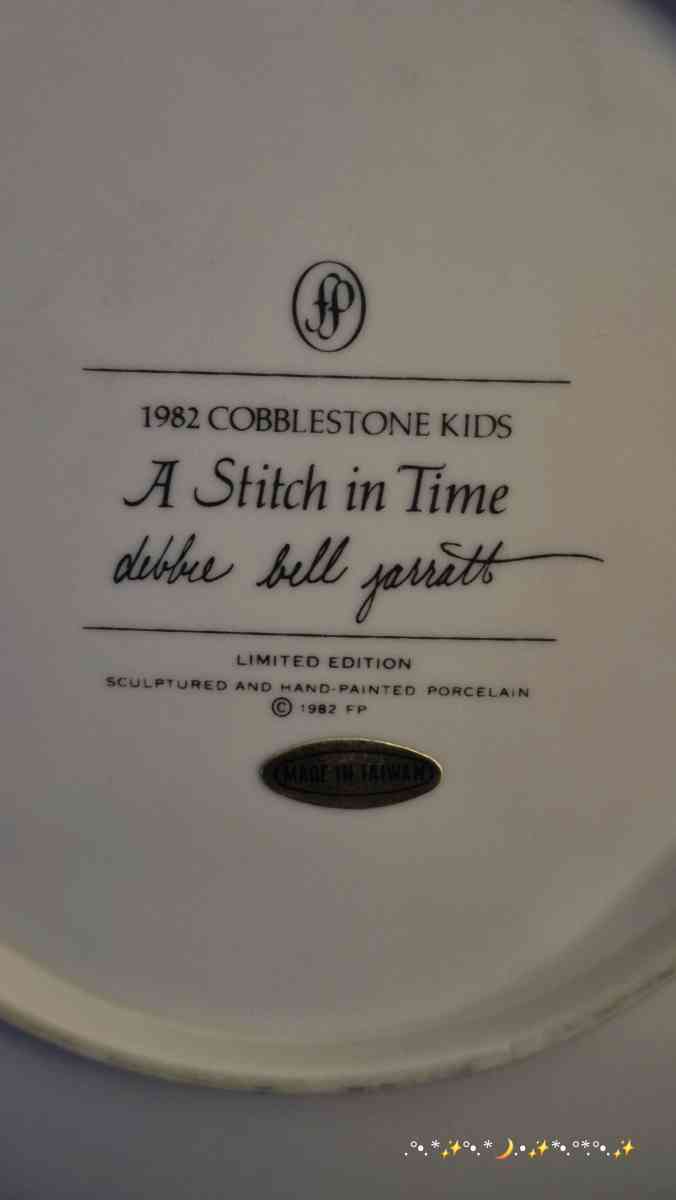 fp
1982 COBBLESTONE KIDS
A Stitch in Time
debbie bell jarratt
LIMITED EDITION
SCULPTURED AND HAND-PAINTED PORCELAIN
© 1982 FP
MADE IN TAIWAN